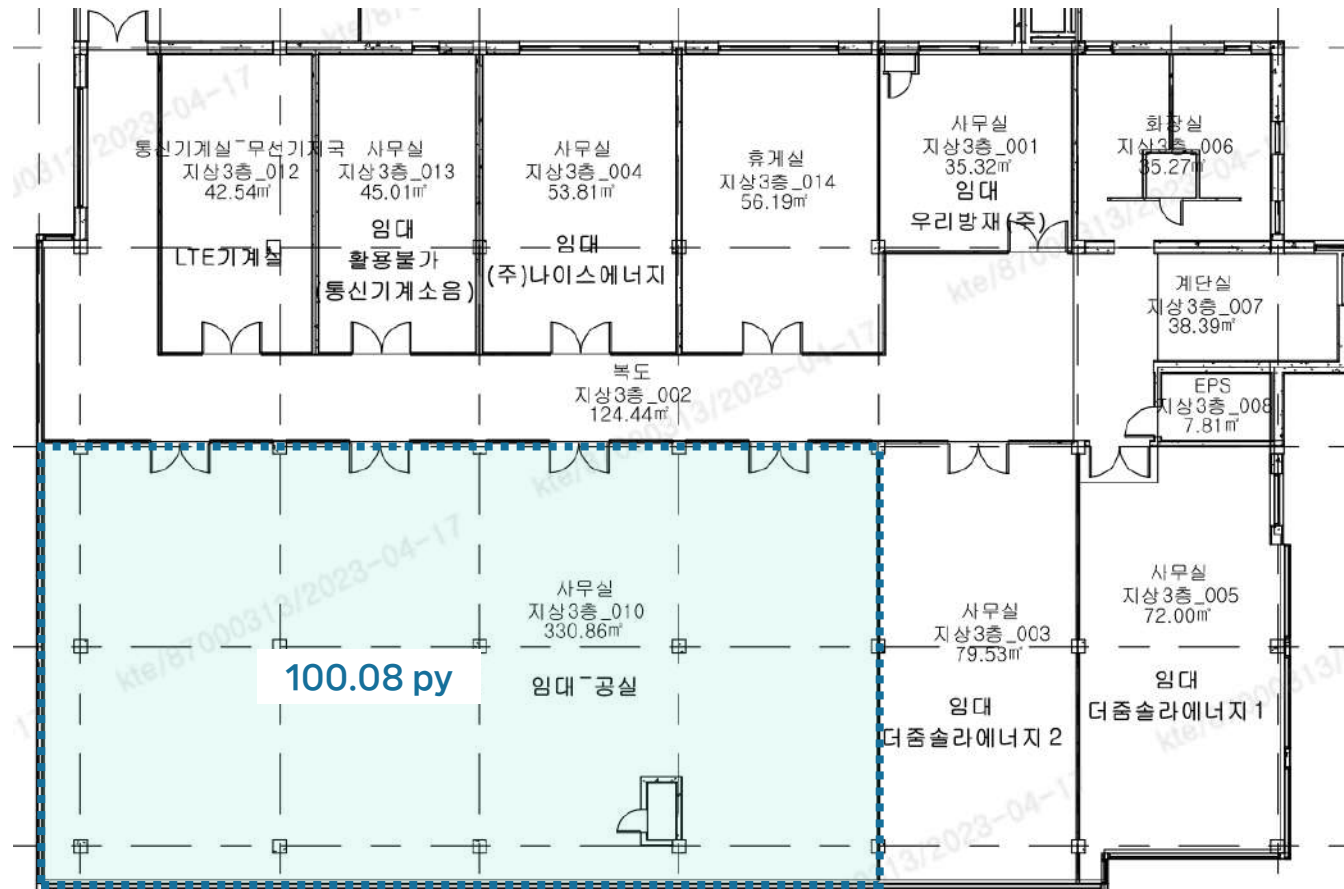 통신기계실-무선기지국
지상3층_012
42.54㎡
LTE기계실
사무실
지상3층_013
45.01㎡
임대
활용불가
(통신기계소음)
사무실
지상3층_004
53.81㎡
임대
(주)나이스에너지
휴게실
지상3층_014
56.19㎡
사무실
지상3층_001
35.32㎡
임대
우리방재(주)
화장실
지상3층_006
35.27㎡
계단실
지상3층_007
38.39㎡
복도
지상3층_002
124.44㎡
EPS
지상3층_008
7.81㎡
사무실
지상3층_010
330.86㎡
임대-공실
100.08 py
사무실
지상3층_003
79.53㎡
임대
더줌솔라에너지2
사무실
지상3층_005
72.00㎡
임대
더줌솔라에너지1
kte/87000313/2023-04-17
kte/87000313/2023-04-17